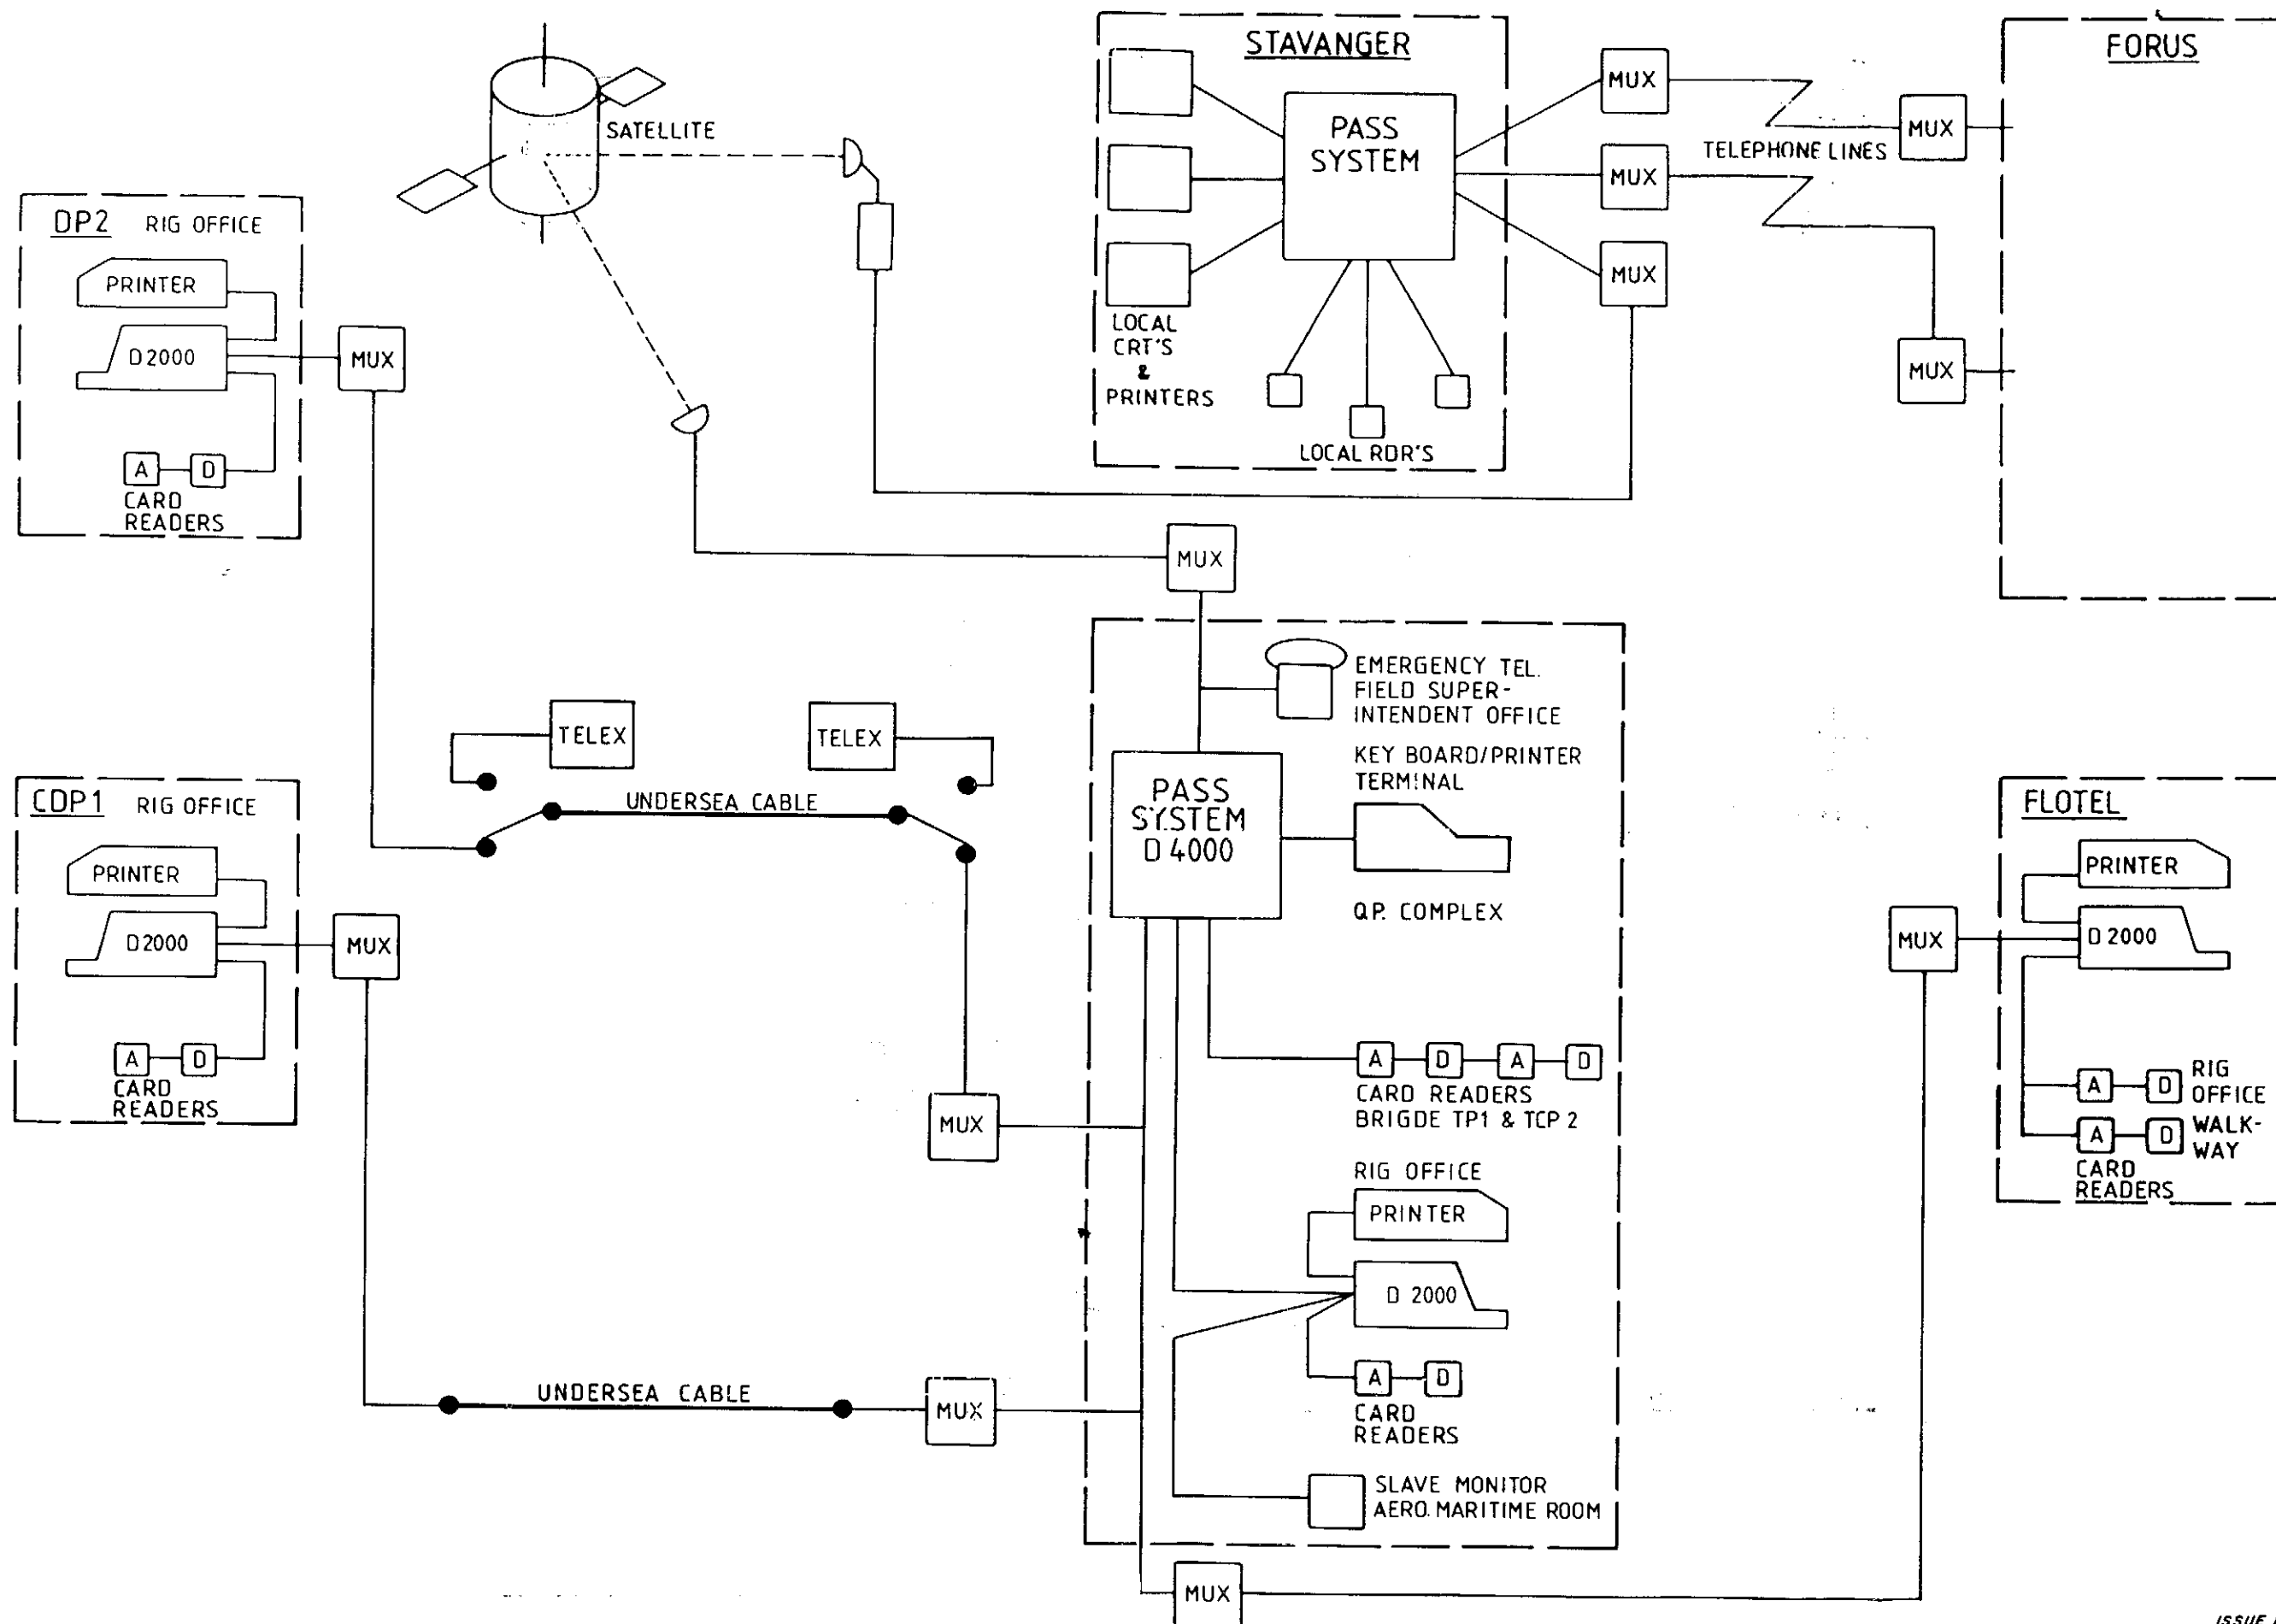 STAVANGER
PASS
SYSTEM
LOCAL
CRT'S
&
PRINTERS
LOCAL RDR'S
MUX
MUX
MUX
TELEPHONE LINES
MUX
MUX
FORUS
SATELLITE
DP2 RIG OFFICE
PRINTER
D2000
A D
CARD
READERS
MUX
MUX
TELEX
TELEX
UNDERSEA CABLE
CDP1 RIG OFFICE
PRINTER
D2000
A D
CARD
READERS
MUX
UNDERSEA CABLE
MUX
MUX
EMERGENCY TEL.
FIELD SUPER-
INTENDENT OFFICE
KEY BOARD/PRINTER
TERMINAL
PASS
SYSTEM
D 4000
Q.P. COMPLEX
A D A D
CARD READERS
BRIGDE TP1 & TCP 2
RIG OFFICE
PRINTER
D 2000
A D
CARD
READERS
SLAVE MONITOR
AERO. MARITIME ROOM
MUX
MUX
FLOTEL
PRINTER
D 2000
A D RIG
OFFICE
A D WALK-
WAY
CARD
READERS
ISSUE